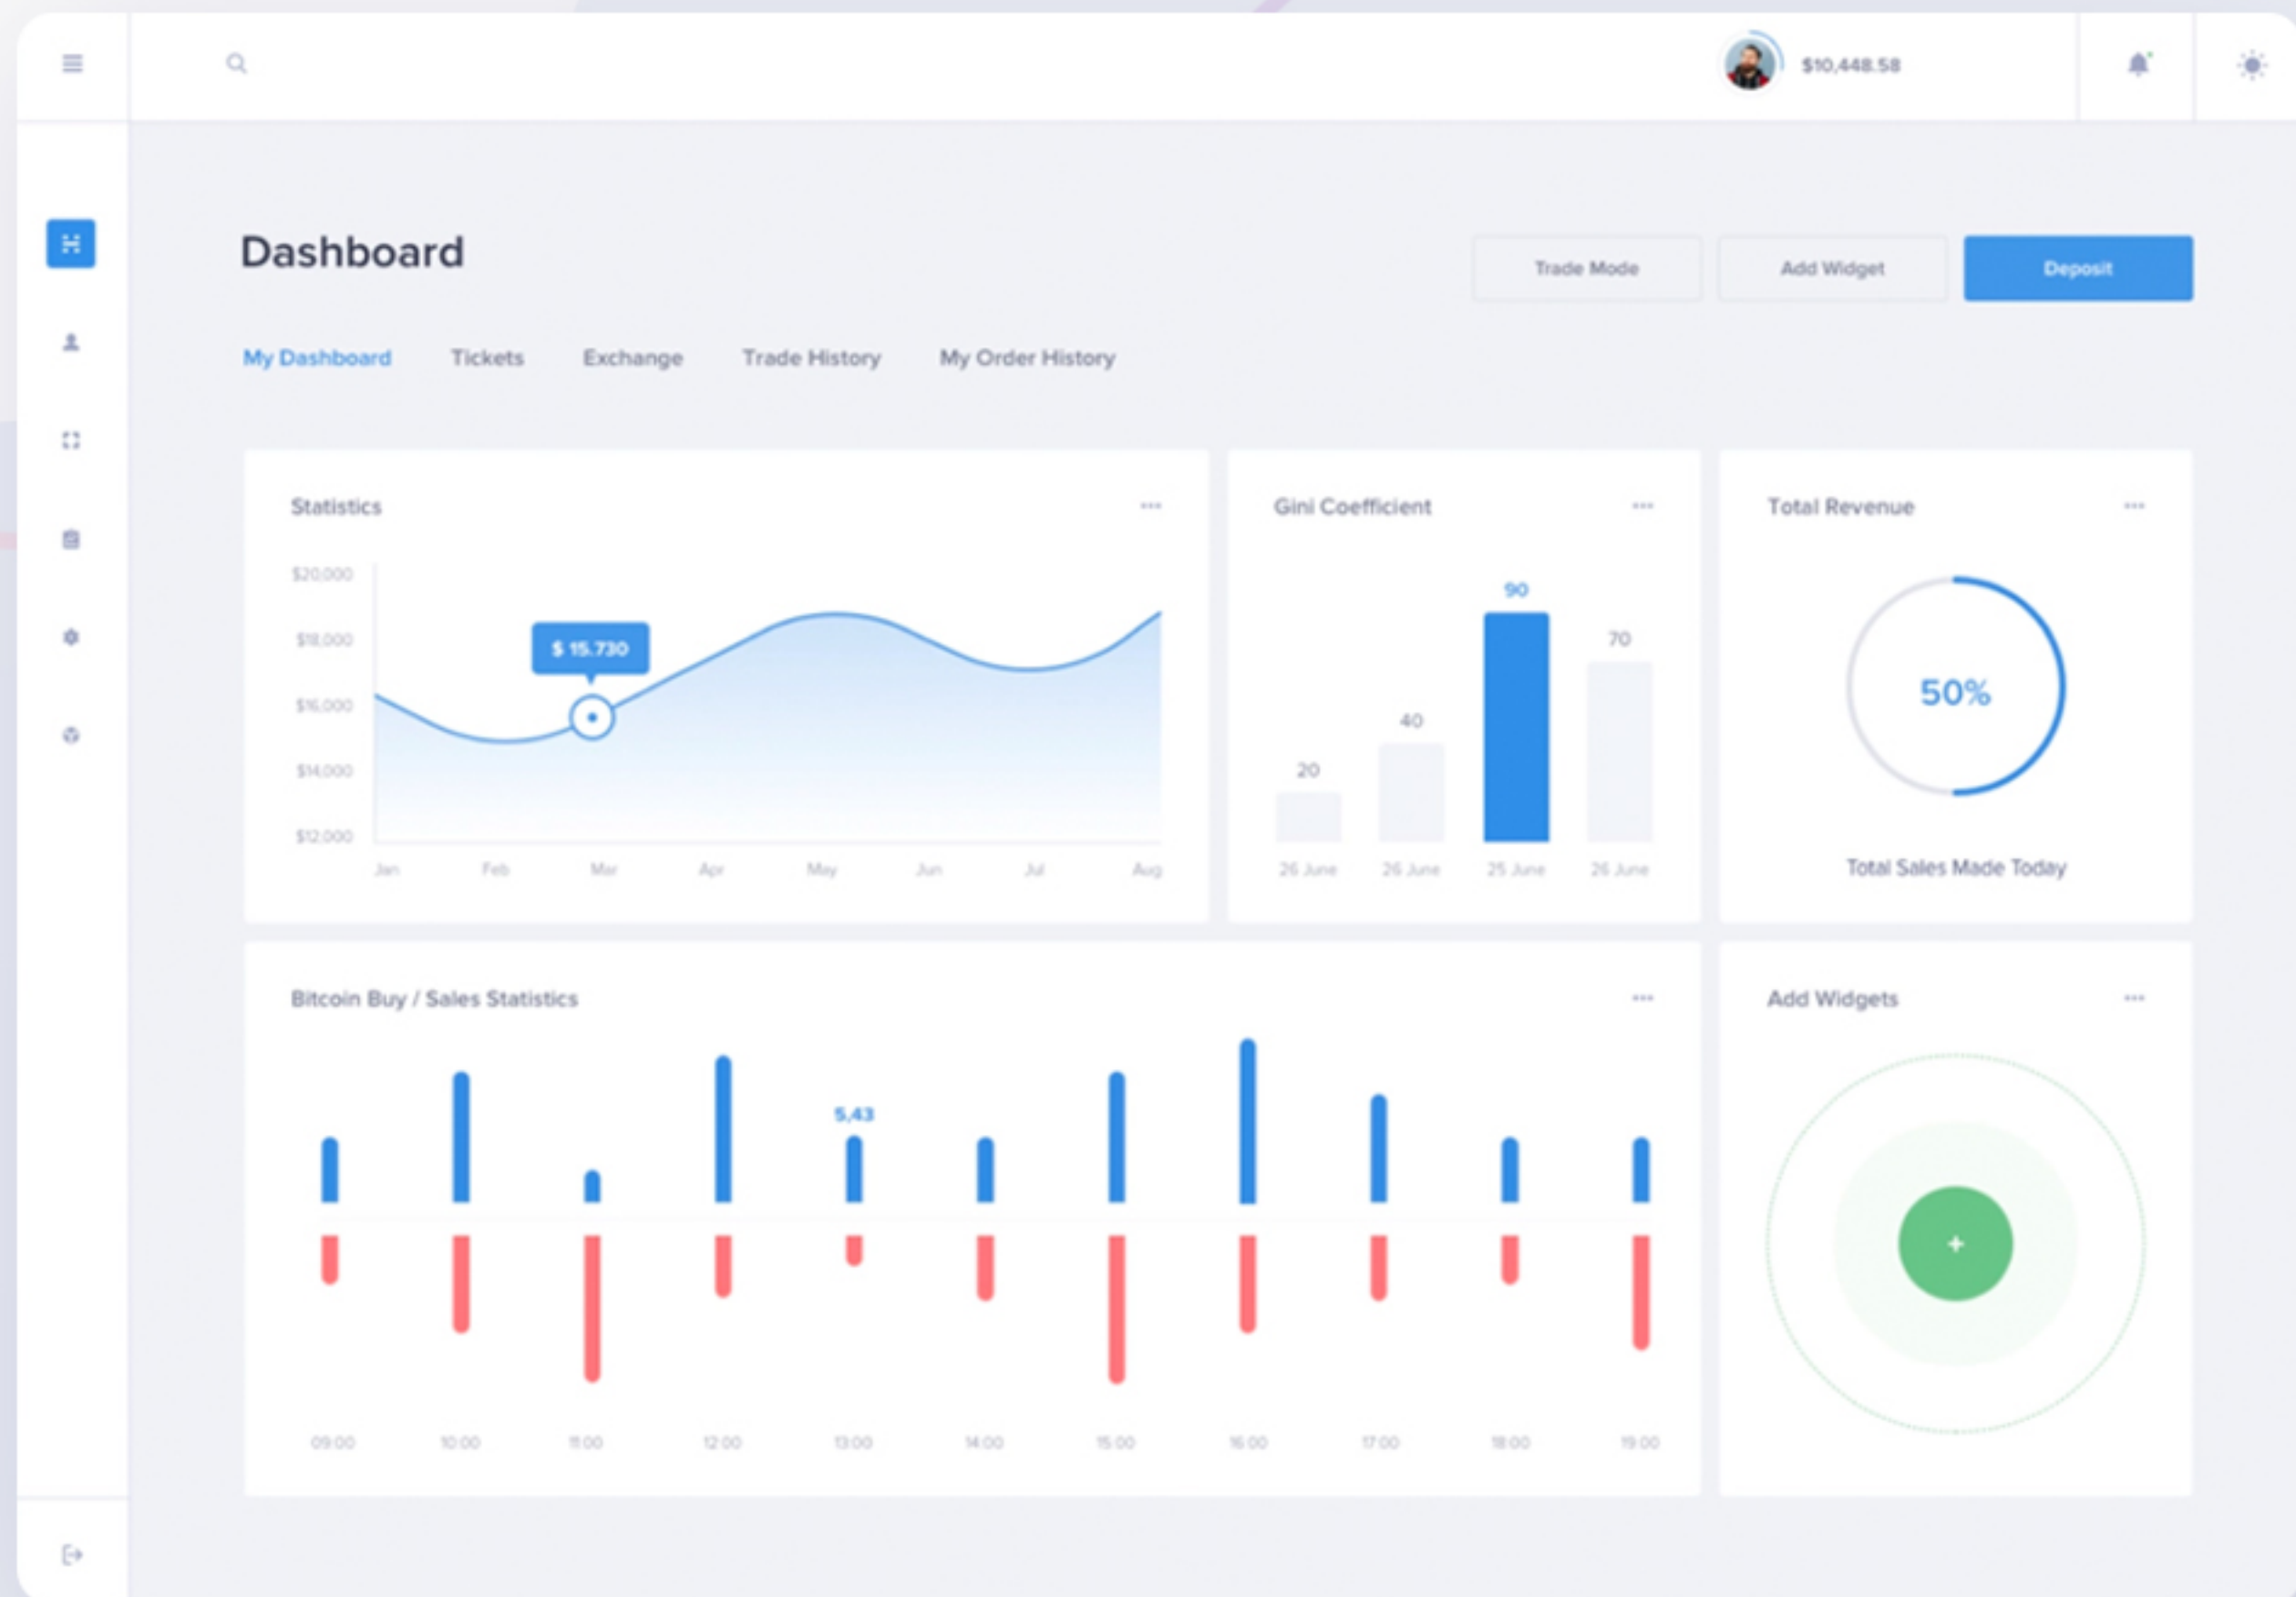 $10,448.58
Dashboard
Trade Mode
Add Widget
Deposit
My Dashboard
Tickets
Exchange
Trade History
My Order History
Statistics
$20,000
$18,000
$16,000
$14,000
$12,000
$ 15.730
Jan Feb Mar Apr May Jun Jul Aug
Gini Coefficient
20
40
90
70
26 June 26 June 25 June 26 June
Total Revenue
50%
Total Sales Made Today
Bitcoin Buy / Sales Statistics
5,43
09:00 10:00 11:00 12:00 13:00 14:00 15:00 16:00 17:00 18:00 19:00
Add Widgets
+